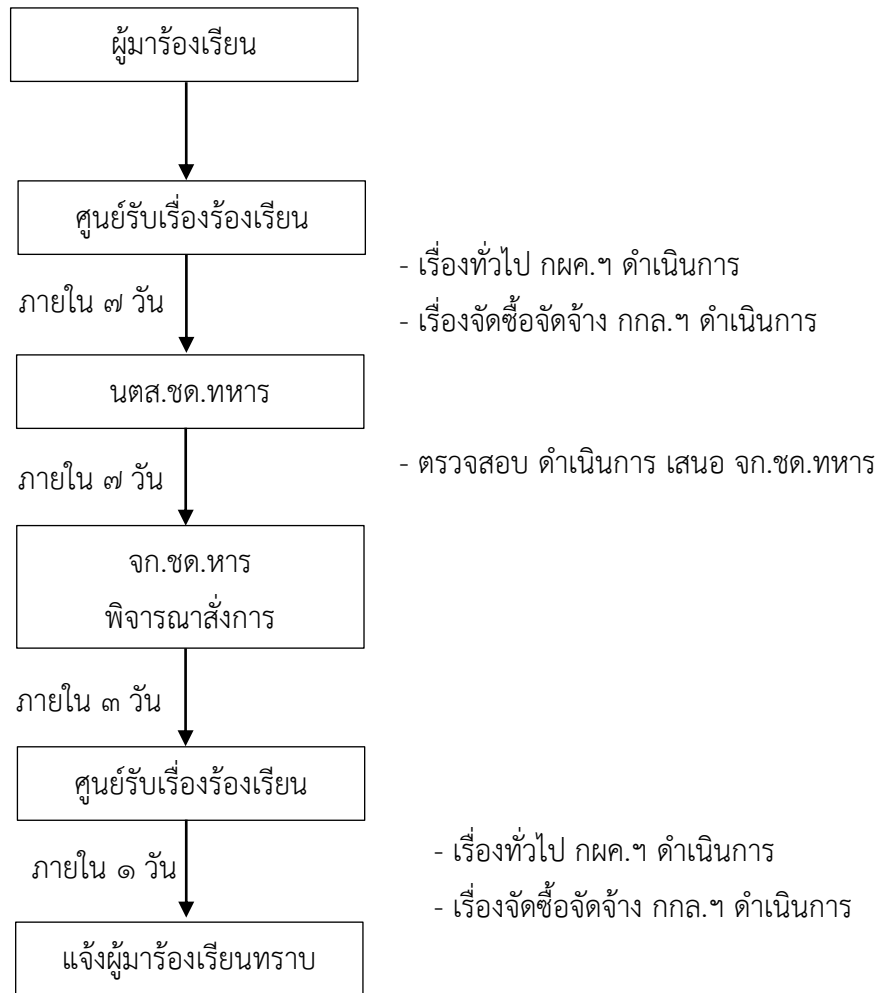 ผู้มาร้องเรียน
ศูนย์รับเรื่องร้องเรียน
- เรื่องทั่วไป กผค.ฯ ดำเนินการ
ภายใน ๗ วัน
- เรื่องจัดซื้อจัดจ้าง กกล.ฯ ดำเนินการ
นตส.ชด.ทหาร
- ตรวจสอบ ดำเนินการ เสนอ จก.ชด.ทหาร
ภายใน ๗ วัน
จก.ชด.หาร
พิจารณาสั่งการ
ภายใน ๓ วัน
ศูนย์รับเรื่องร้องเรียน
- เรื่องทั่วไป กผค.ฯ ดำเนินการ
ภายใน ๑ วัน
- เรื่องจัดซื้อจัดจ้าง กกล.ฯ ดำเนินการ
แจ้งผู้มาร้องเรียนทราบ